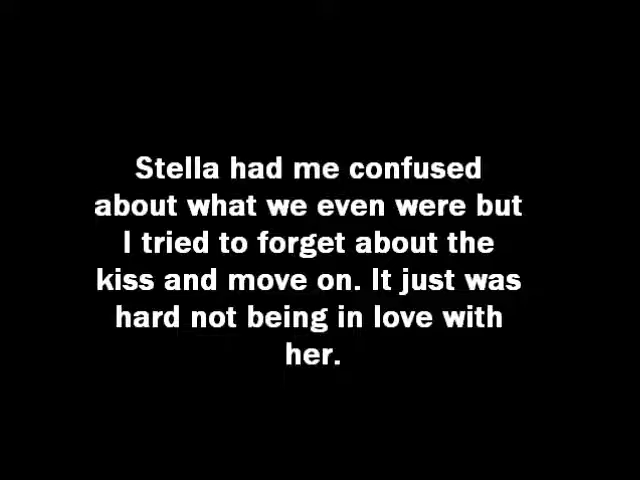 Stella had me confused
about what we even were but
I tried to forget about the
kiss and move on. It just was
hard not being in love with
her.